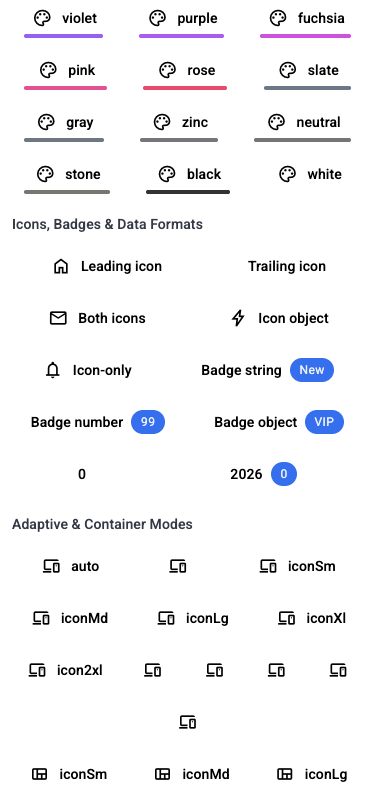 violet purple fuchsia
pink rose slate
gray zinc neutral
stone black white
Icons, Badges & Data Formats
Leading icon Trailing icon
Both icons Icon object
Icon-only Badge string New
Badge number 99 Badge object VIP
0 2026 0
Adaptive & Container Modes
auto iconSm
iconMd iconLg iconXl
icon2xl
iconSm iconMd iconLg